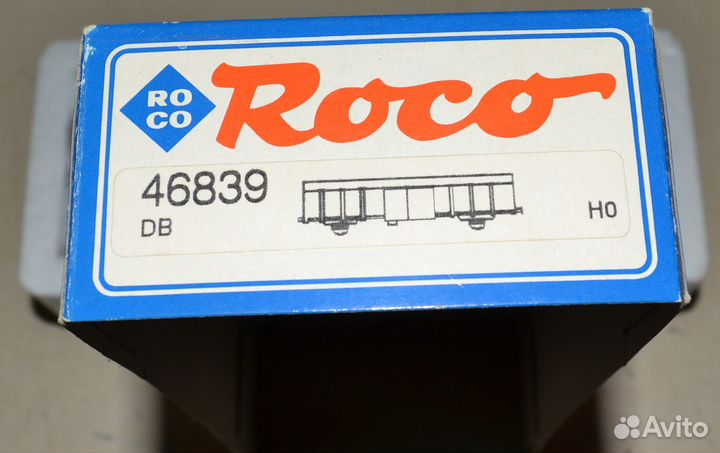 RO
CO
Roco
46839
DB
H0
Avito